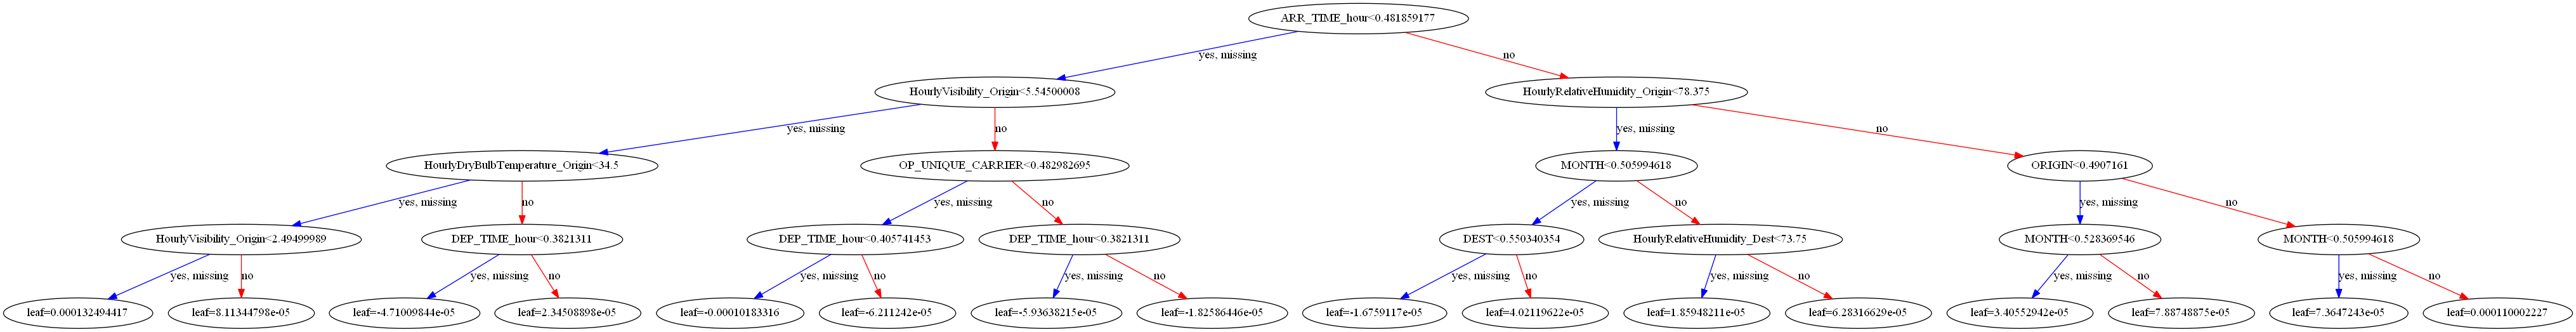 ARR_TIME_hour<0.481859177
yes, missing
no
HourlyVisibility_Origin<5.54500008
HourlyRelativeHumidity_Origin<78.375
yes, missing
no
yes, missing
no
HourlyDryBulbTemperature_Origin<34.5
OP_UNIQUE_CARRIER<0.482982695
MONTH<0.505994618
ORIGIN<0.4907161
yes, missing
no
yes, missing
no
yes, missing
no
yes, missing
no
HourlyVisibility_Origin<2.49499989
DEP_TIME_hour<0.3821311
DEP_TIME_hour<0.405741453
DEP_TIME_hour<0.3821311
DEST<0.550340354
HourlyRelativeHumidity_Dest<73.75
MONTH<0.528369546
MONTH<0.505994618
yes, missing
no
yes, missing
no
yes, missing
no
yes, missing
no
yes, missing
no
yes, missing
no
yes, missing
no
yes, missing
no
leaf=0.000132494417
leaf=8.11344798e-05
leaf=-4.71009844e-05
leaf=2.34508898e-05
leaf=-0.00010183316
leaf=-6.211242e-05
leaf=-5.93638215e-05
leaf=-1.82586446e-05
leaf=-1.6759117e-05
leaf=4.02119622e-05
leaf=1.85948211e-05
leaf=6.28316629e-05
leaf=3.40552942e-05
leaf=7.88748875e-05
leaf=7.3647243e-05
leaf=0.000110002227